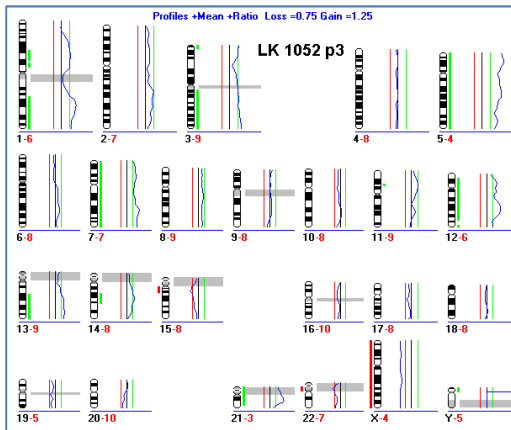 Profiles +Mean +Ratio Loss =0.75 Gain =1.25
LK 1052 p3
1-6 2-7 3-9 4-8 5-4
6-8 7-7 8-9 9-8 10-8 11-9 12-6
13-9 14-8 15-8 16-10 17-8 18-8
19-5 20-10 21-3 22-7 X-4 Y-5